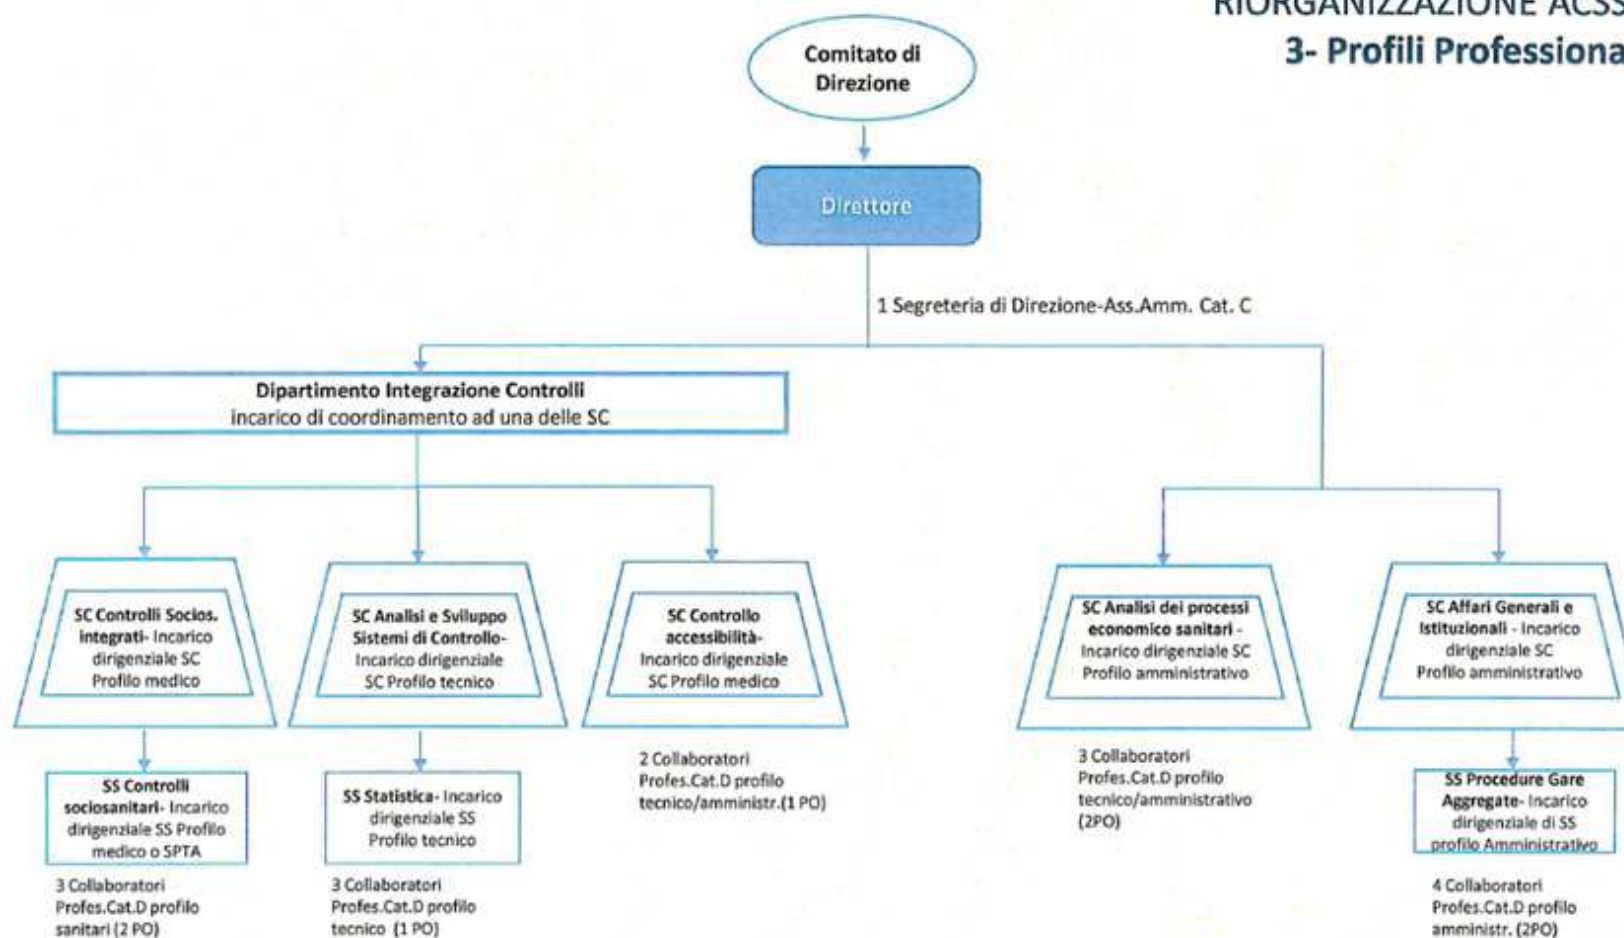 RIORGANIZZAZIONE ACSS
3- Profili Professiona
Comitato di
Direzione
Direttore
1 Segreteria di Direzione-Ass.Amm. Cat. C
Dipartimento Integrazione Controlli
incarico di coordinamento ad una delle SC
SC Controlli Socios.
integrati- Incarico
dirigenziale SC
Profilo medico
SC Analisi e Sviluppo
Sistemi di Controllo-
Incarico dirigenziale
SC Profilo tecnico
SC Controllo
accessibilità-
Incarico dirigenziale
SC Profilo medico
SC Analisi dei processi
economico sanitari -
Incarico dirigenziale SC
Profilo amministrativo
SC Affari Generali e
Istituzionali - Incarico
dirigenziale SC
Profilo amministrativo
SS Controlli
sociosanitari- Incarico
dirigenziale SS Profilo
medico o SPTA
SS Statistica- Incarico
dirigenziale SS
Profilo tecnico
2 Collaboratori
Profes.Cat.D profilo
tecnico/amministr.(1 PO)
3 Collaboratori
Profes.Cat.D profilo
tecnico/amministrativo
(2PO)
SS Procedure Gare
Aggregate- Incarico
dirigenziale di SS
profilo Amministrativo
3 Collaboratori
Profes.Cat.D profilo
sanitari (2 PO)
3 Collaboratori
Profes.Cat.D profilo
tecnico (1 PO)
4 Collaboratori
Profes.Cat.D profilo
amministr. (2PO)